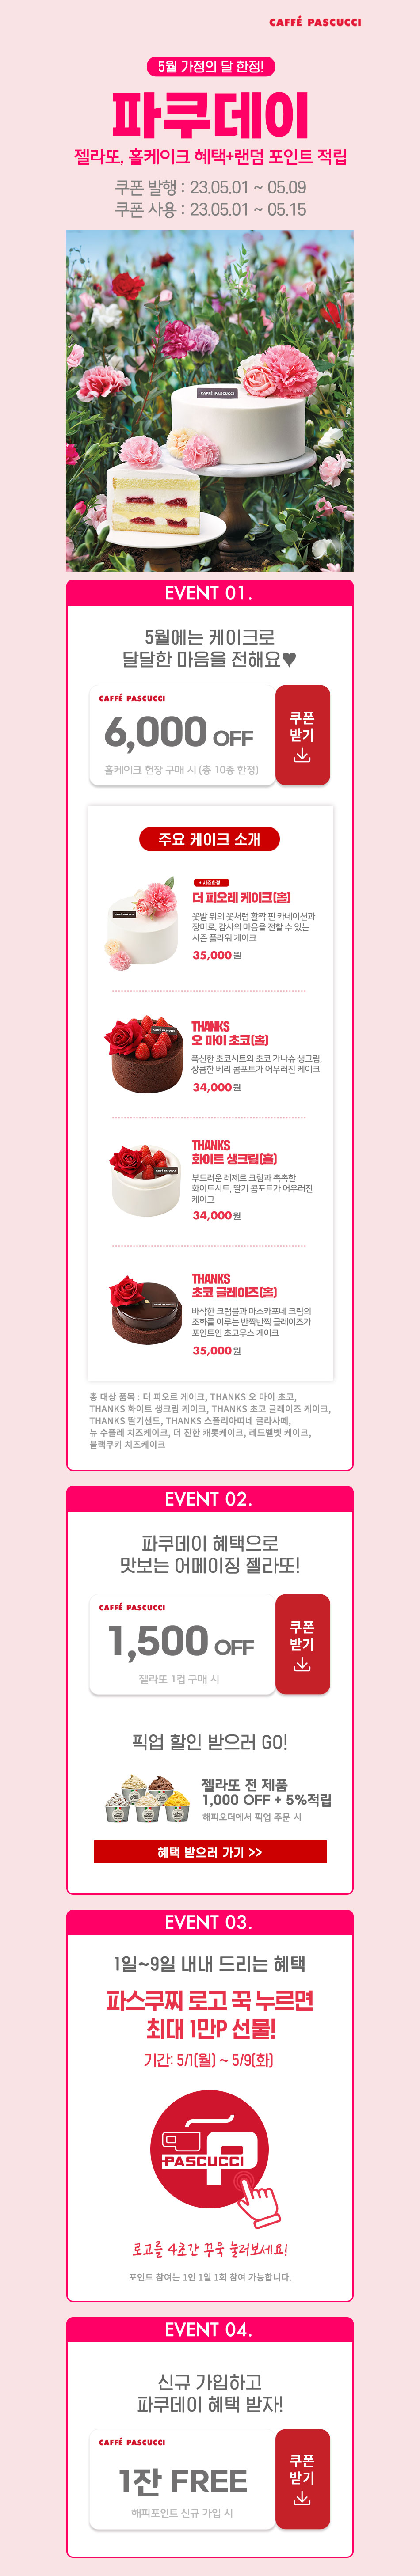 CAFFÉ PASCUCCI
5월 가정의 달 한정!
파쿠데이
젤라또, 홀케이크 혜택+랜덤 포인트 적립
쿠폰 발행 : 23.05.01 ~ 05.09
쿠폰 사용 : 23.05.01 ~ 05.15
CAFFÉ PASCUCCI
EVENT 01.
5월에는 케이크로
달달한 마음을 전해요♥
CAFFÉ PASCUCCI
6,000 OFF
홀케이크 현장 구매 시 (총 10종 한정)
쿠폰
받기
주요 케이크 소개
시즌한정
더 피오레 케이크(홀)
꽃밭 위의 꽃처럼 활짝 핀 카네이션과
장미로, 감사의 마음을 전할 수 있는
시즌 플라워 케이크
35,000원
THANKS
오 마이 초코(홀)
폭신한 초코시트와 초코 가나슈 생크림,
상큼한 베리 콤포트가 어우러진 케이크
34,000원
THANKS
화이트 생크림(홀)
부드러운 레제르 크림과 촉촉한
화이트시트, 딸기 콤포트가 어우러진
케이크
34,000원
THANKS
초코 글레이즈(홀)
바삭한 크럼블과 마스카포네 크림의
조화를 이루는 반짝반짝 글레이즈가
포인트인 초코무스 케이크
35,000원
총 대상 품목 : 더 피오르 케이크, THANKS 오 마이 초코,
THANKS 화이트 생크림 케이크, THANKS 초코 글레이즈 케이크,
THANKS 딸기샌드, THANKS 스폴리아띠네 글라사떼,
뉴 수플레 치즈케이크, 더 진한 캐롯케이크, 레드벨벳 케이크,
블랙쿠키 치즈케이크
EVENT 02.
파쿠데이 혜택으로
맛보는 어메이징 젤라또!
CAFFÉ PASCUCCI
1,500 OFF
젤라또 1컵 구매 시
쿠폰
받기
픽업 할인 받으러 GO!
젤라또 전 제품
1,000 OFF + 5%적립
해피오더에서 픽업 주문 시
혜택 받으러 가기 >>
EVENT 03.
1일~9일 내내 드리는 혜택
파스쿠찌 로고 꾹 누르면
최대 1만P 선물!
기간: 5/1(월) ~ 5/9(화)
PASCUCCI
로고를 4초간 꾸욱 눌러보세요!
포인트 참여는 1인 1일 1회 참여 가능합니다.
EVENT 04.
신규 가입하고
파쿠데이 혜택 받자!
CAFFÉ PASCUCCI
1잔 FREE
해피포인트 신규 가입 시
쿠폰
받기